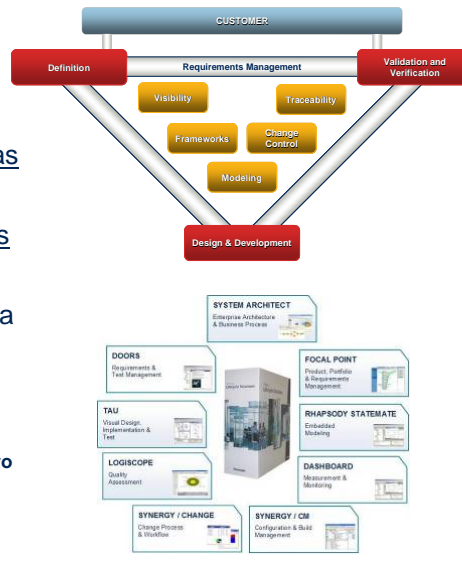 CUSTOMER
Definition
Requirements Management
Validation and
Verification
Visibility
Traceability
Frameworks
Change
Control
Modeling
Design & Development
as
s
a
ro
SYSTEM ARCHITECT
Enterprise Architecture
& Business Process
DOORS
Requirements &
Test Management
FOCAL POINT
Product, Portfolio
& Requirements
Management
TAU
Visual Design,
Implementation &
Test
RHAPSODY STATEMATE
Embedded
Modeling
LOGISCOPE
Quality
Assessment
DASHBOARD
Measurement &
Monitoring
SYNERGY / CHANGE
Change Process
& Workflow
SYNERGY / CM
Configuration & Build
Management